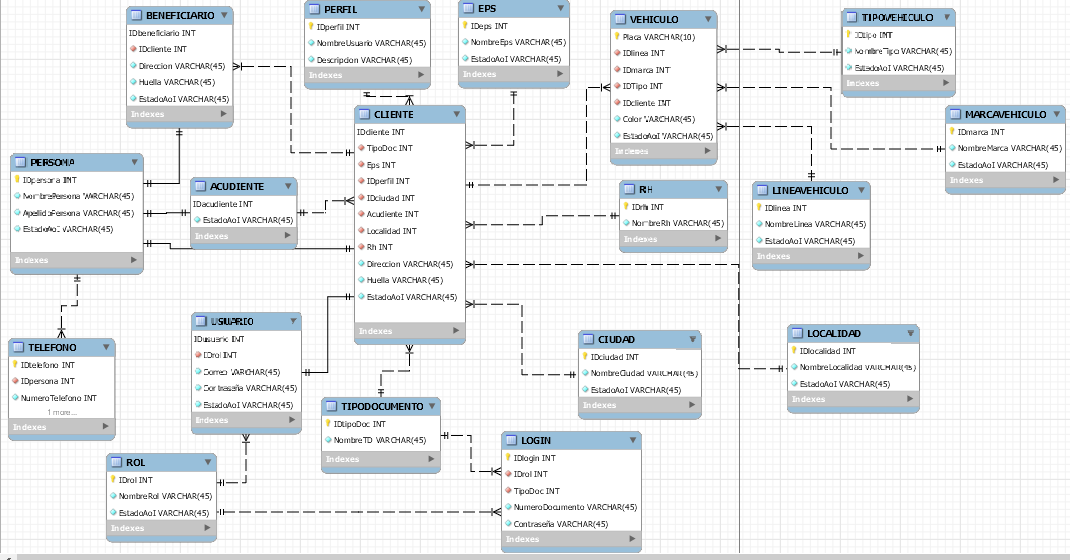 BENEFICIARIO
IDbeneficiario INT
IDcliente INT
Direccion VARCHAR(45)
Huella VARCHAR(45)
EstadoAoI VARCHAR(45)
Indexes
PERFIL
IDperfil INT
NombreUsuario VARCHAR(45)
Descripcion VARCHAR(45)
Indexes
EPS
IDeps INT
NombreEps VARCHAR(45)
EstadoAoI VARCHAR(45)
Indexes
VEHICULO
Placa VARCHAR(10)
IDlinea INT
IDmarca INT
IDTipo INT
IDcliente INT
Color VARCHAR(45)
EstadoAoI VARCHAR(45)
Indexes
TIPOVEHICULO
IDtipo INT
NombreTipo VARCHAR(45)
EstadoAoI VARCHAR(45)
Indexes
MARCAVEHICULO
IDmarca INT
NombreMarca VARCHAR(45)
EstadoAoI VARCHAR(45)
Indexes
CLIENTE
IDcliente INT
TipoDoc INT
Eps INT
IDperfil INT
IDciudad INT
Acudiente INT
Localidad INT
Rh INT
Direccion VARCHAR(45)
Huella VARCHAR(45)
EstadoAoI VARCHAR(45)
Indexes
PERSONA
IDpersona INT
NombrePersona VARCHAR(45)
ApellidoPersona VARCHAR(45)
EstadoAoI VARCHAR(45)
Indexes
ACUDIENTE
IDacudiente INT
EstadoAoI VARCHAR(45)
Indexes
RH
IDrh INT
NombreRh VARCHAR(45)
Indexes
LINEAVEHICULO
IDlinea INT
NombreLinea VARCHAR(45)
EstadoAoI VARCHAR(45)
Indexes
TELEFONO
IDtelefono INT
IDpersona INT
NumeroTelefono INT
1 more...
Indexes
USUARIO
IDusuario INT
IDrol INT
Correo VARCHAR(45)
Contraseña VARCHAR(45)
EstadoAoI VARCHAR(45)
Indexes
CIUDAD
IDciudad INT
NombreCiudad VARCHAR(45)
EstadoAoI VARCHAR(45)
Indexes
LOCALIDAD
IDlocalidad INT
NombreLocalidad VARCHAR(45)
EstadoAoI VARCHAR(45)
Indexes
TIPODOCUMENTO
IDtipoDoc INT
NombreTD VARCHAR(45)
Indexes
ROL
IDrol INT
NombreRol VARCHAR(45)
EstadoAoI VARCHAR(45)
Indexes
LOGIN
IDlogin INT
IDrol INT
TipoDoc INT
NumeroDocumento VARCHAR(45)
Contraseña VARCHAR(45)
Indexes